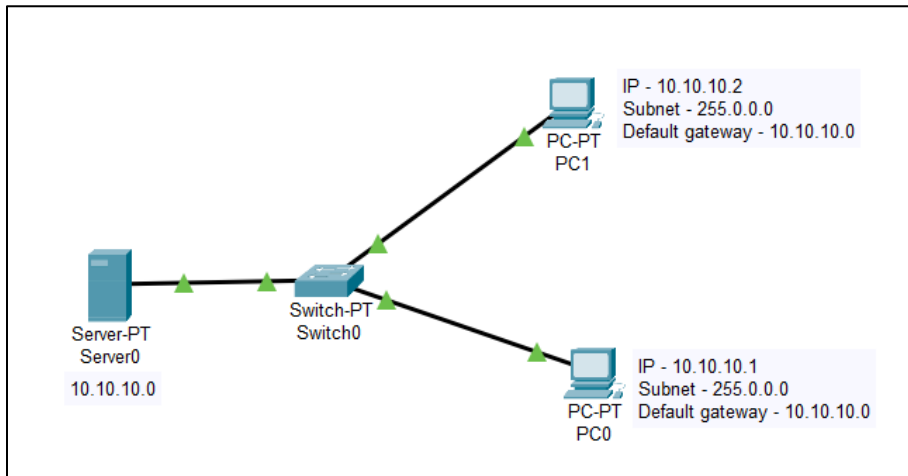 IP - 10.10.10.2
Subnet - 255.0.0.0
Default gateway - 10.10.10.0
PC-PT
PC1
Server-PT
Server0
10.10.10.0
Switch-PT
Switch0
IP - 10.10.10.1
Subnet - 255.0.0.0
Default gateway - 10.10.10.0
PC-PT
PC0